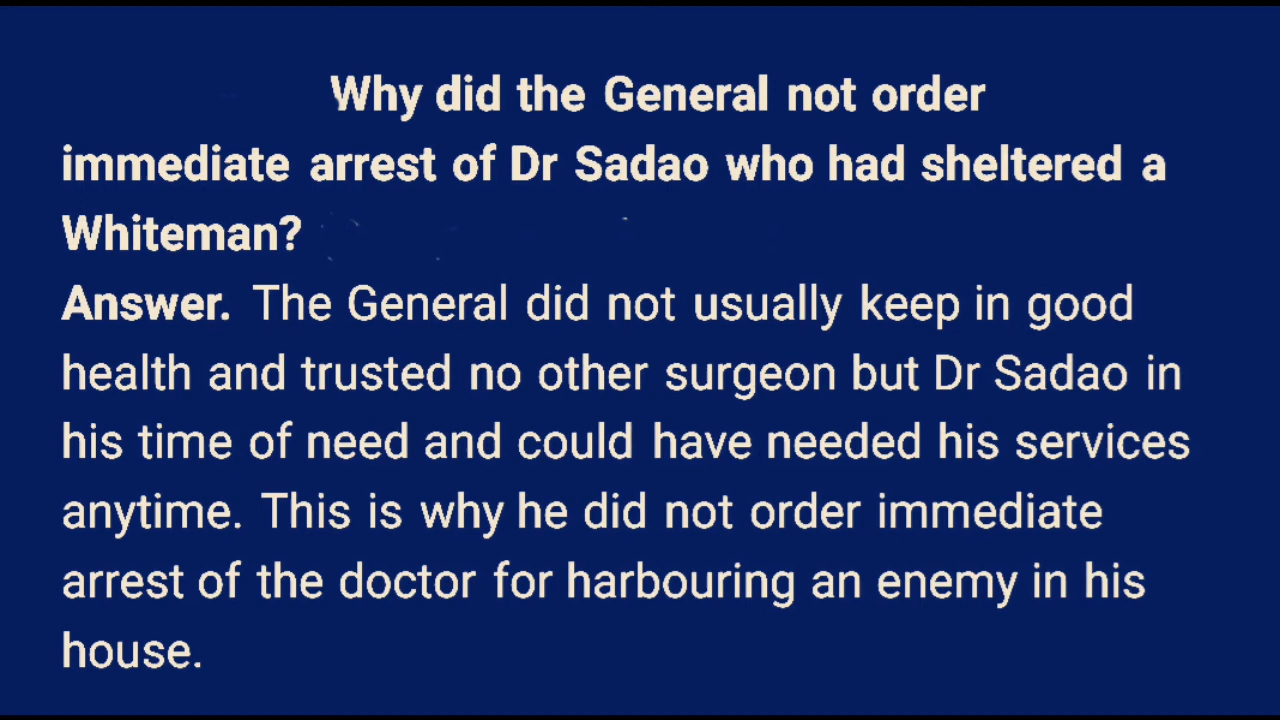 Why did the General not order
immediate arrest of Dr Sadao who had sheltered a
Whiteman?
Answer. The General did not usually keep in good
health and trusted no other surgeon but Dr Sadao in
his time of need and could have needed his services
anytime. This is why he did not order immediate
arrest of the doctor for harbouring an enemy in his
house.